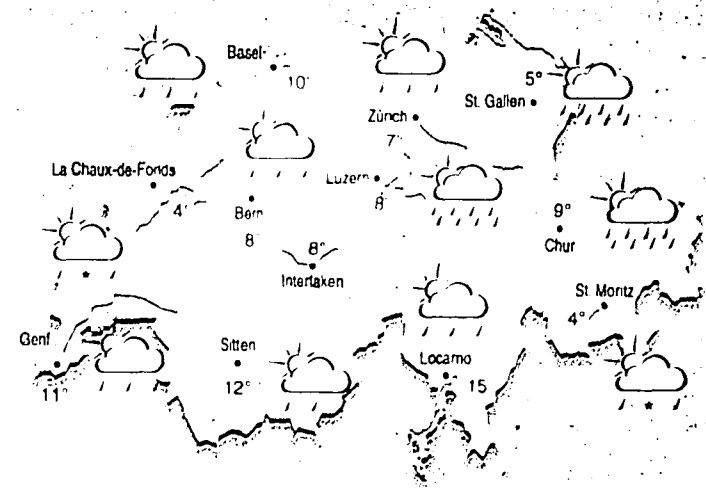 Basel
10°
5°
St. Gallen
Zürich
7°
La Chaux-de-Fonds
4°
Luzern
8
Bern
8
9°
Chur
8°
Interlaken
St. Moritz
4°
Genf
11°
Sitten
12°
Locarno
15